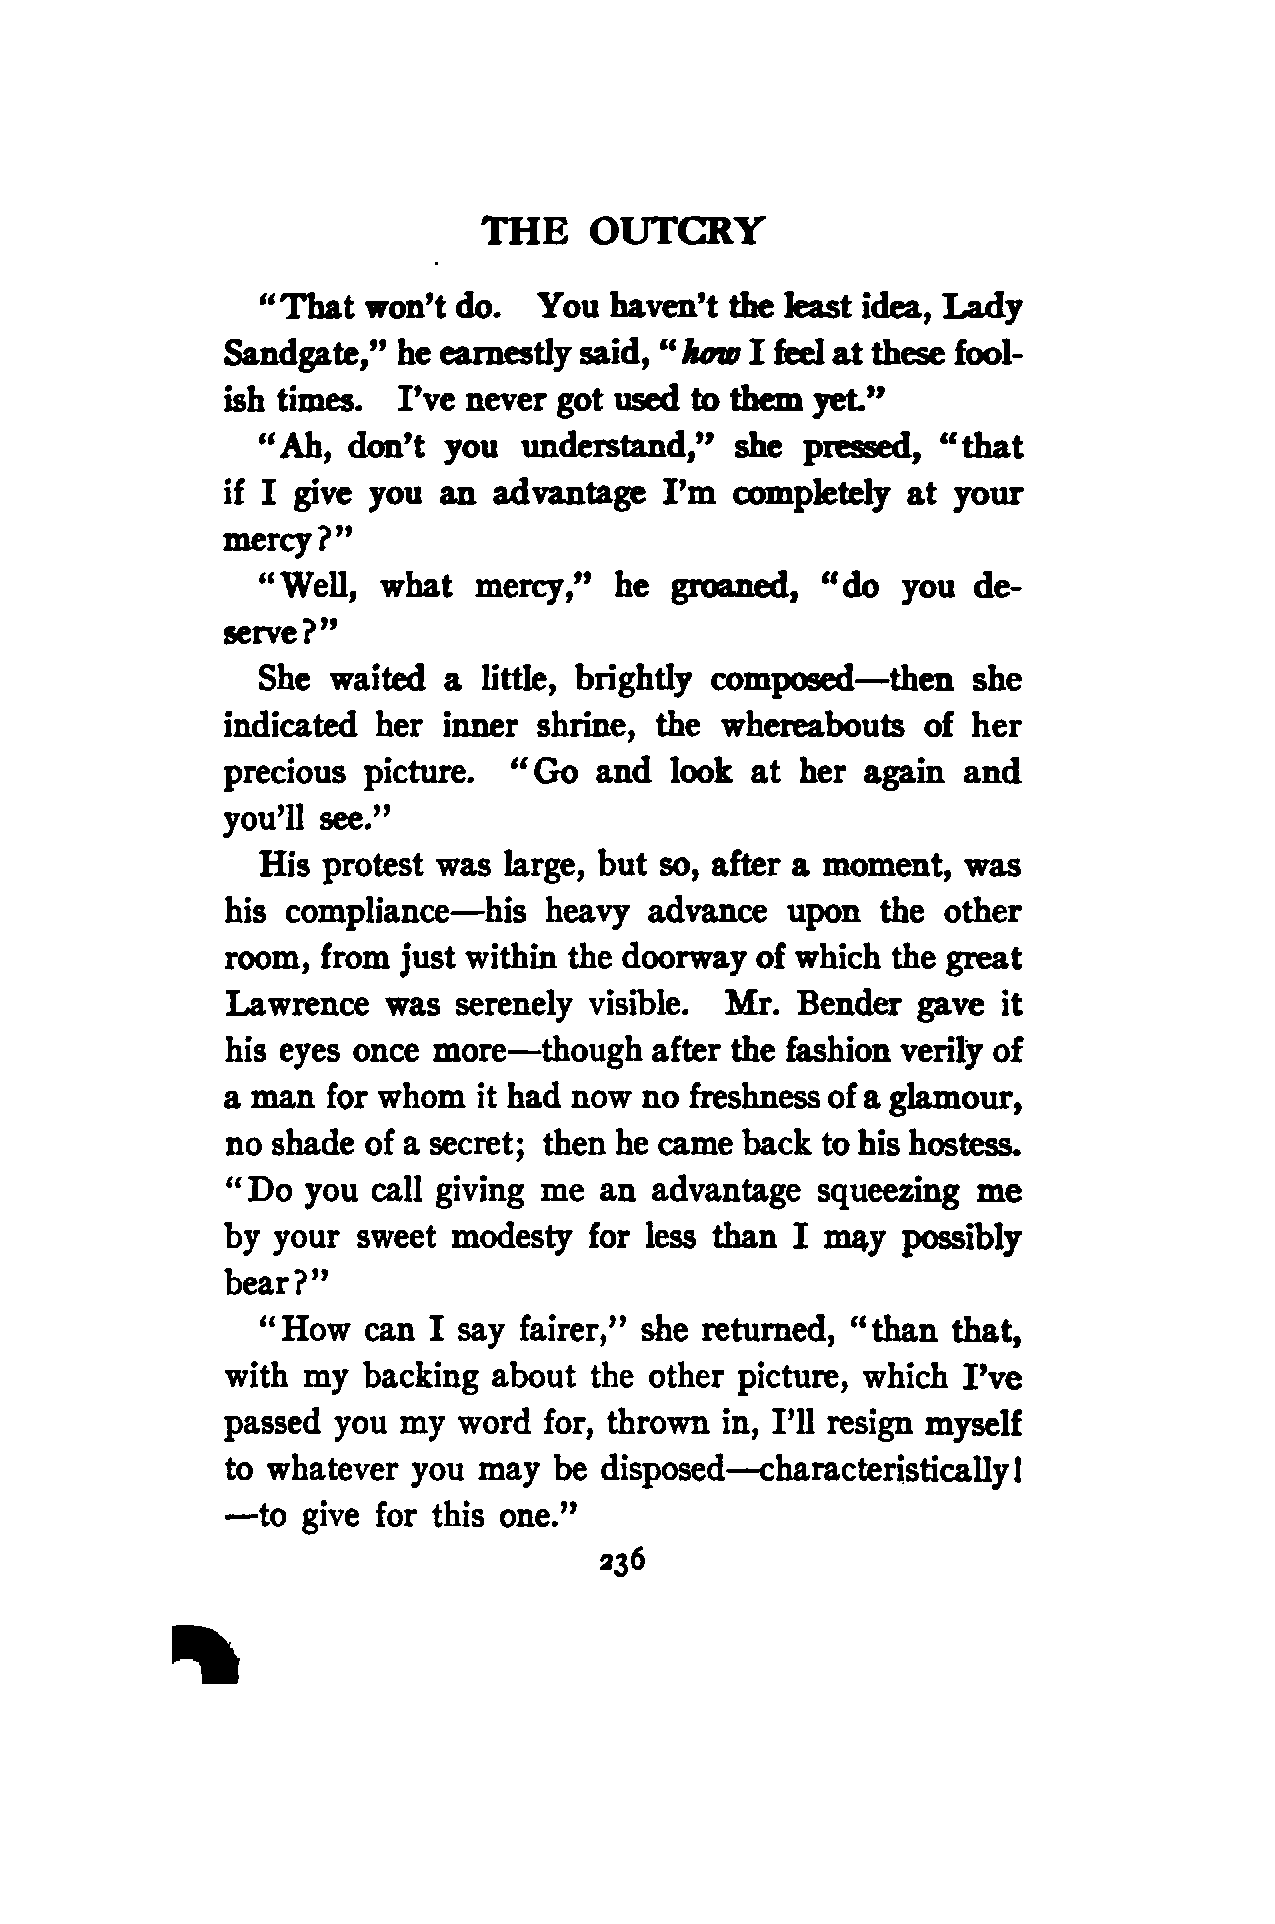 THE OUTCRY
"That won't do. You haven't the least idea, Lady
Sandgate," he earnestly said, "how I feel at these fool-
ish times. I've never got used to them yet."
"Ah, don't you understand," she pressed, "that
if I give you an advantage I'm completely at your
mercy?"
"Well, what mercy," he groaned, "do you de-
serve?"
She waited a little, brightly composed—then she
indicated her inner shrine, the whereabouts of her
precious picture. "Go and look at her again and
you'll see."
His protest was large, but so, after a moment, was
his compliance—his heavy advance upon the other
room, from just within the doorway of which the great
Lawrence was serenely visible. Mr. Bender gave it
his eyes once more—though after the fashion verily of
a man for whom it had now no freshness of a glamour,
no shade of a secret; then he came back to his hostess.
"Do you call giving me an advantage squeezing me
by your sweet modesty for less than I may possibly
bear?"
"How can I say fairer," she returned, "than that,
with my backing about the other picture, which I've
passed you my word for, thrown in, I'll resign myself
to whatever you may be disposed—characteristically!
—to give for this one."
236